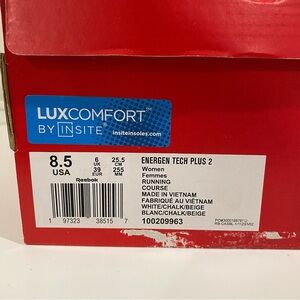 LUXCOMFORT™
BY INSITE insiteinsoles.com
8.5 6 25.5
USA UK CM
39 255
EUR MM
Reebok
1 97323 38515 7
ENERGEN TECH PLUS 2
Women
Femmes
RUNNING
COURSE
MADE IN VIETNAM
FABRIQUÉ AU VIÊTNAM
WHITE/CHALK/BEIGE
BLANC/CHALK/BEIGE
100209963